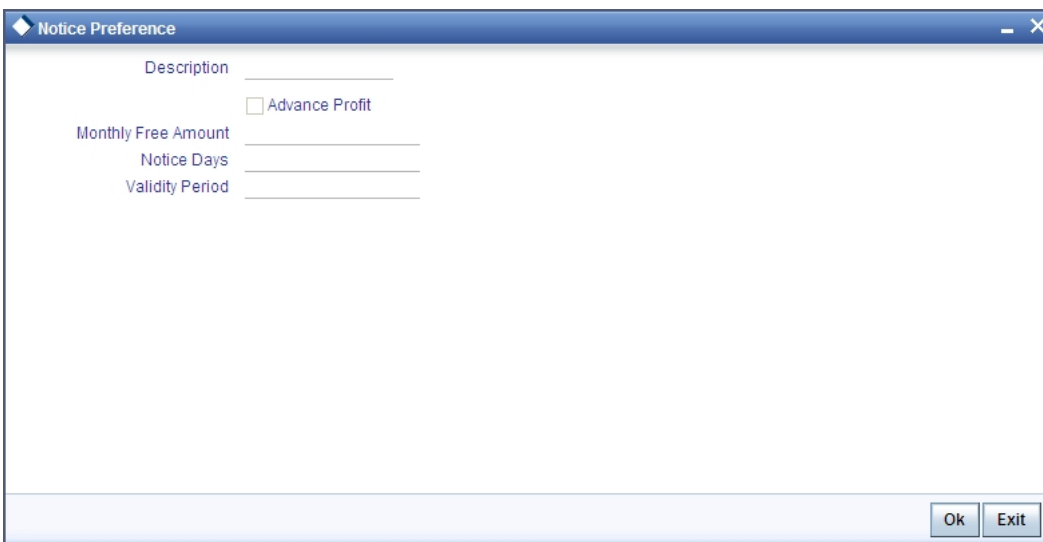 Notice Preference
Description
Advance Profit
Monthly Free Amount
Notice Days
Validity Period
Ok Exit